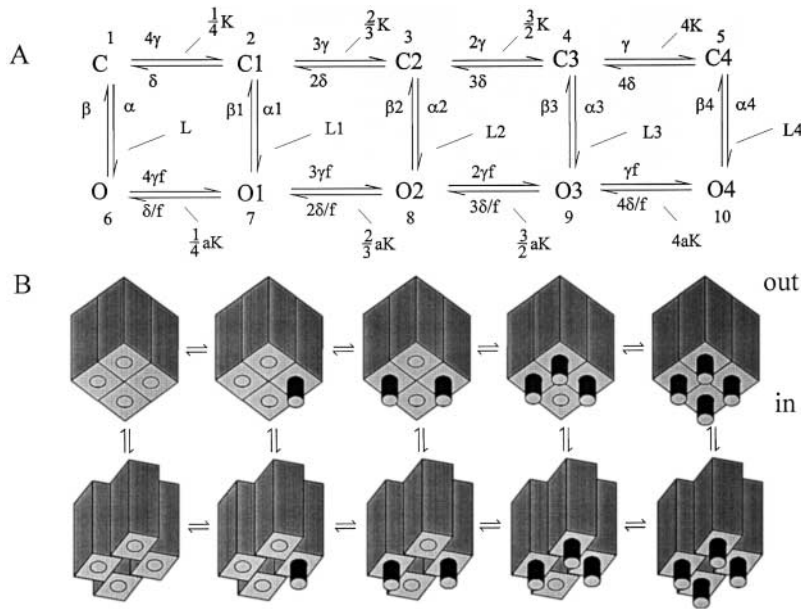 1 4γ ¼K 2 3γ ⅔K 3 2γ 3/2K 4 γ 4K 5
A C δ C1 2δ C2 3δ C3 4δ C4
β α β1 α1 β2 α2 β3 α3 β4 α4
L L1 L2 L3 L4
4γf 3γf 2γf γf
O O1 O2 O3 O4
6 δ/f 7 2δ/f 8 3δ/f 9 4δ/f 10
¼aK ⅔aK 3/2aK 4aK
B out
in